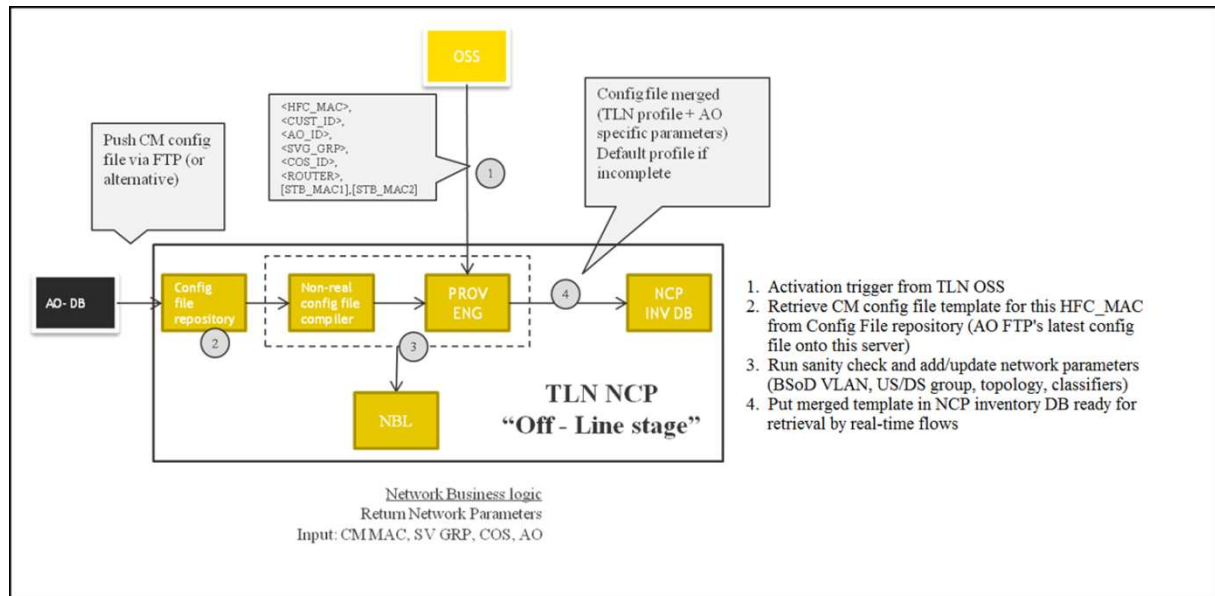 OSS
<HFC_MAC>,
<CUST_ID>,
<AO_ID>,
<SVG_GRP>,
<COS_ID>,
<ROUTER>,
[STB_MAC1],[STB_MAC2]
1
Config file merged
(TLN profile + AO
specific parameters)
Default profile if
incomplete
Push CM config
file via FTP (or
alternative)
AO- DB
Config
file
repository
2
Non-real
config file
compiler
PROV
ENG
3
4
NCP
INV DB
NBL
TLN NCP
“Off - Line stage”
1. Activation trigger from TLN OSS
2. Retrieve CM config file template for this HFC_MAC
from Config File repository (AO FTP's latest config
file onto this server)
3. Run sanity check and add/update network parameters
(BSoD VLAN, US/DS group, topology, classifiers)
4. Put merged template in NCP inventory DB ready for
retrieval by real-time flows
Network Business logic
Return Network Parameters
Input: CM MAC, SV GRP, COS, AO